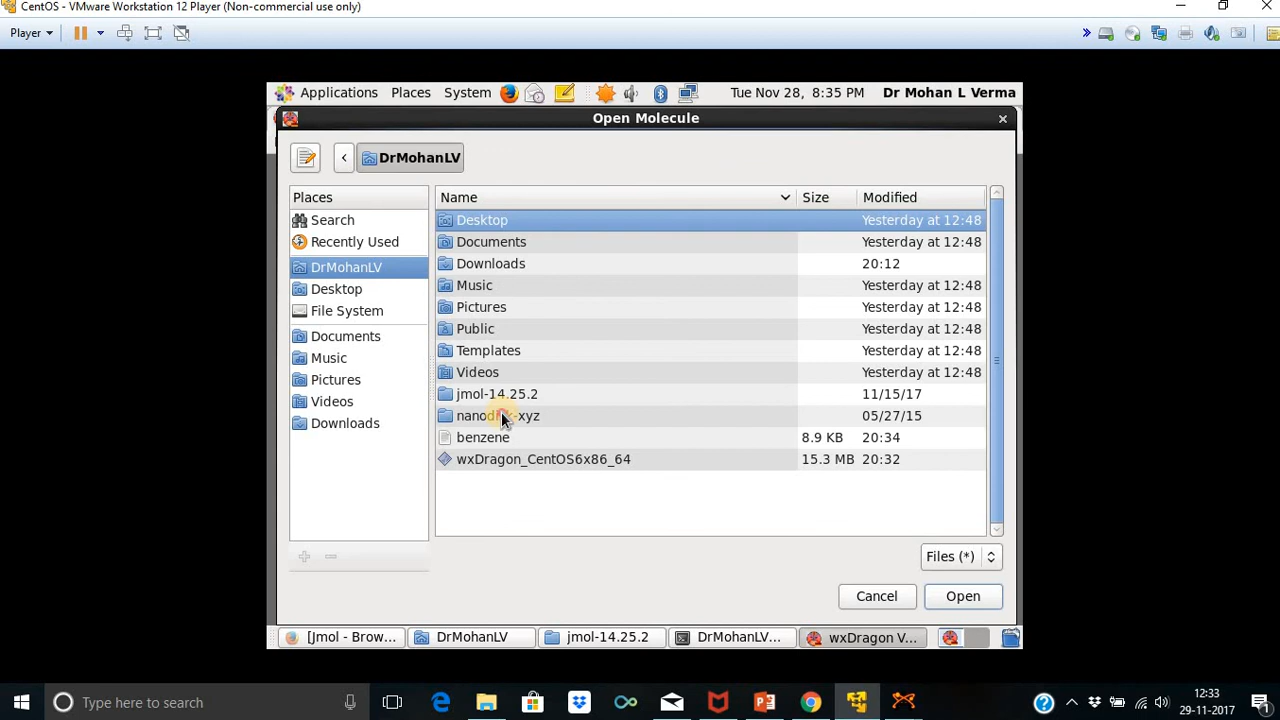 CentOS - VMware Workstation 12 Player (Non-commercial use only)
Player
Applications Places System Tue Nov 28, 8:35 PM Dr Mohan L Verma
Open Molecule
DrMohanLV
Places
Search
Recently Used
DrMohanLV
Desktop
File System
Documents
Music
Pictures
Videos
Downloads
Name Size Modified
Desktop Yesterday at 12:48
Documents Yesterday at 12:48
Downloads 20:12
Music Yesterday at 12:48
Pictures Yesterday at 12:48
Public Yesterday at 12:48
Templates Yesterday at 12:48
Videos Yesterday at 12:48
jmol-14.25.2 11/15/17
05/27/15
benzene 8.9 KB 20:34
wxDragon_CentOS6x86_64 15.3 MB 20:32
Files (*)
Cancel Open
[Jmol - Brow... DrMohanLV jmol-14.25.2 DrMohanLV... wxDragon V...
Type here to search
12:33
29-11-2017